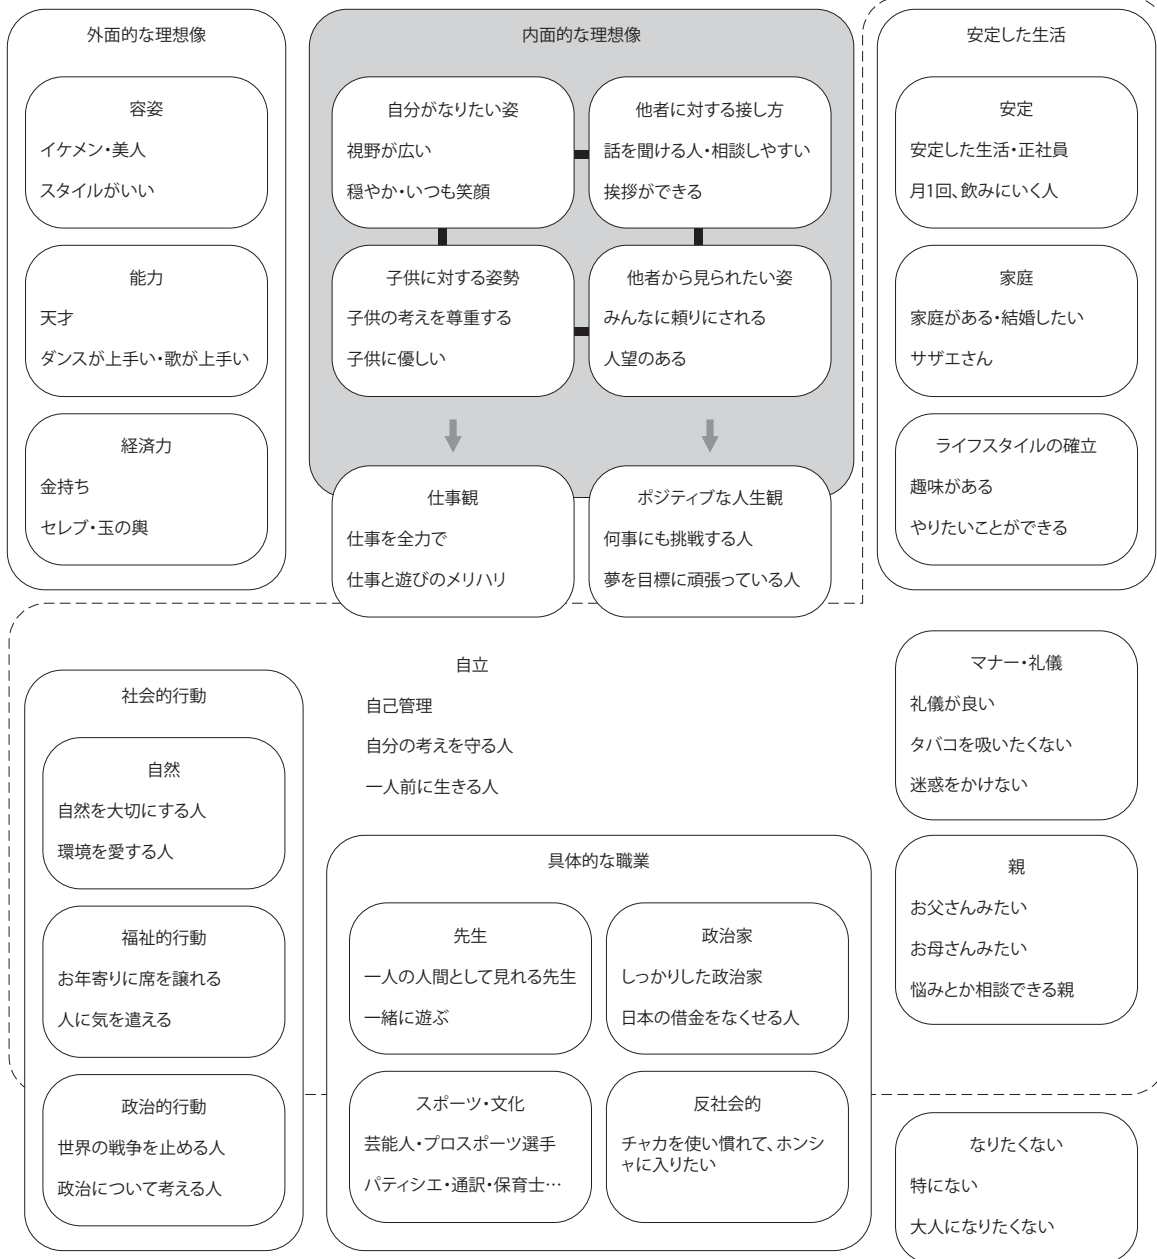 外面的な理想像
容姿
イケメン・美人
スタイルがいい
能力
天才
ダンスが上手い・歌が上手い
経済力
金持ち
セレブ・玉の輿
内面的な理想像
自分がなりたい姿
視野が広い
穏やか・いつも笑顔
他者に対する接し方
話を聞ける人・相談しやすい
挨拶ができる
子供に対する姿勢
子供の考えを尊重する
子供に優しい
他者から見られたい姿
みんなに頼りにされる
人望のある
仕事観
仕事を全力で
仕事と遊びのメリハリ
ポジティブな人生観
何事にも挑戦する人
夢を目標に頑張っている人
安定した生活
安定
安定した生活・正社員
月1回、飲みにいく人
家庭
家庭がある・結婚したい
サザエさん
ライフスタイルの確立
趣味がある
やりたいことができる
社会的行動
自然
自然を大切にする人
環境を愛する人
福祉的行動
お年寄りに席を譲れる
人に気を遣える
政治的行動
世界の戦争を止める人
政治について考える人
自立
自己管理
自分の考えを守る人
一人前に生きる人
具体的な職業
先生
一人の人間として見れる先生
一緒に遊ぶ
政治家
しっかりした政治家
日本の借金をなくせる人
スポーツ・文化
芸能人・プロスポーツ選手
パティシエ・通訳・保育士…
反社会的
チャカを使い慣れて、ホンシ
ャに入りたい
マナー・礼儀
礼儀が良い
タバコを吸いたくない
迷惑をかけない
親
お父さんみたい
お母さんみたい
悩みとか相談できる親
なりたくない
特にない
大人になりたくない